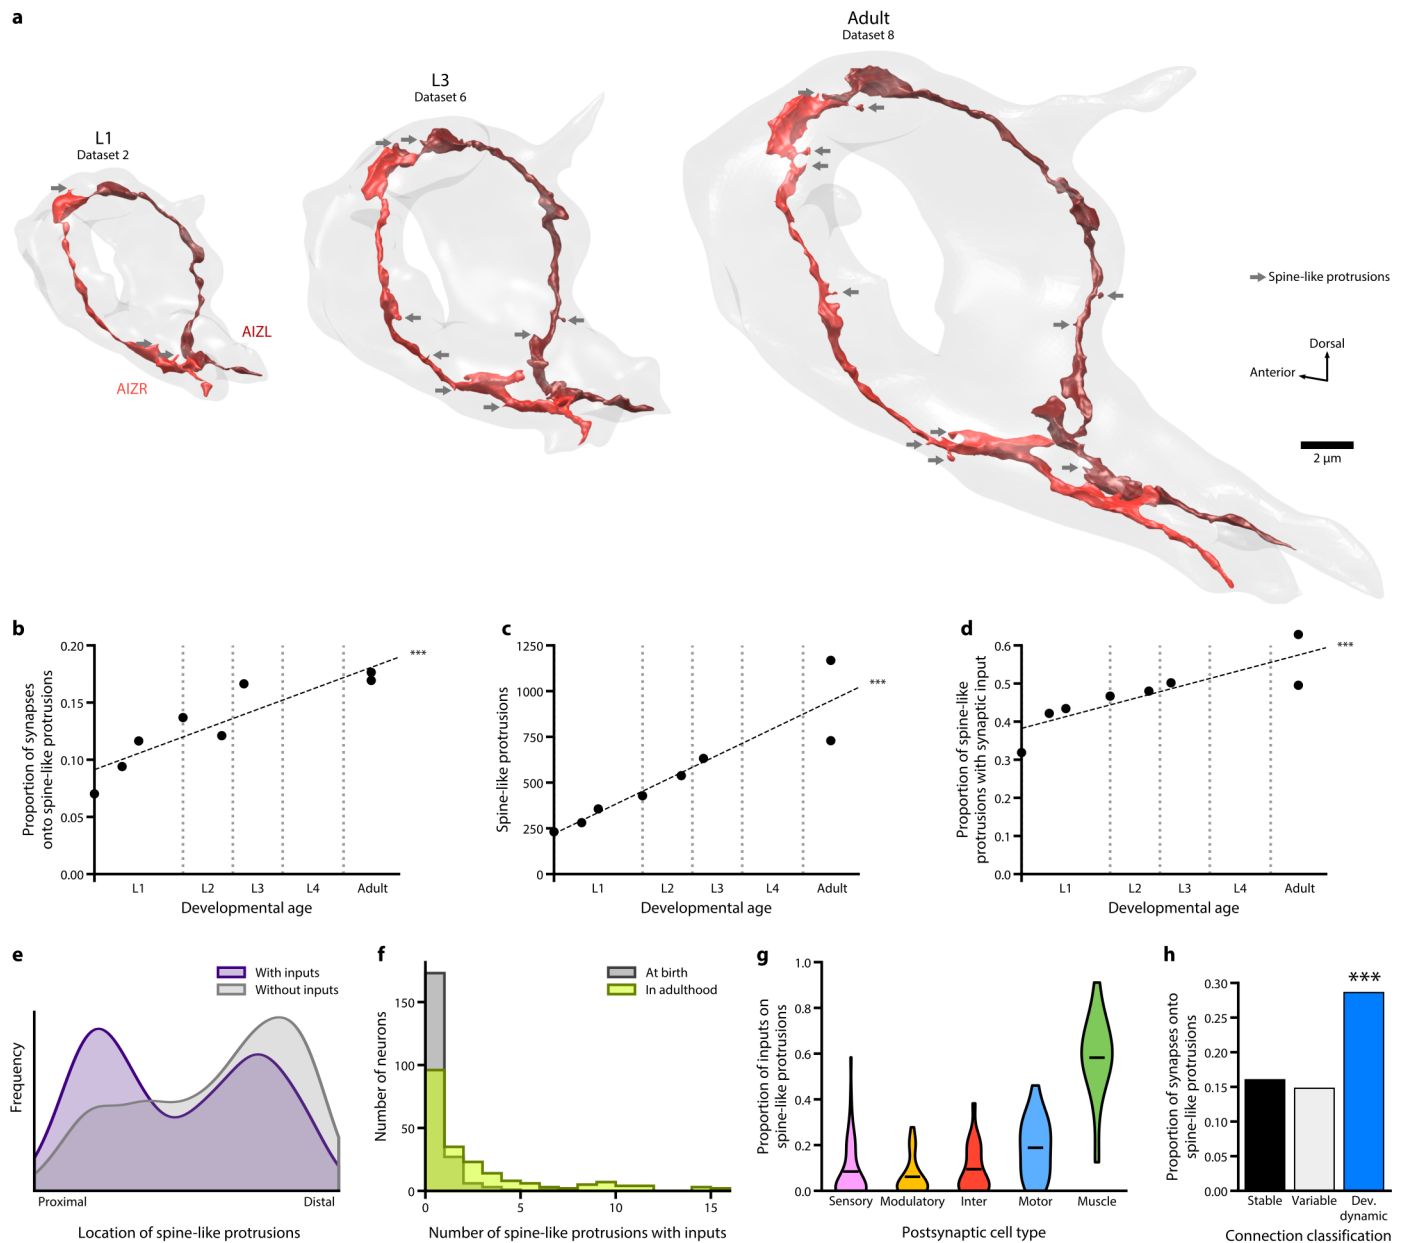 a
Adult
Dataset 8
L3
Dataset 6
L1
Dataset 2
Spine-like protrusions
AIZL
AIZR
Dorsal
Anterior
2 μm
b
0.20
0.15
0.10
0.05
0.00
Proportion of synapses
onto spine-like protrusions
***
L1
L2
L3
L4
Adult
Developmental age
c
1250
1000
750
500
250
0
Spine-like protrusions
***
L1
L2
L3
L4
Adult
Developmental age
d
0.6
0.5
0.4
0.3
0.2
0.1
0.0
Proportion of spine-like
protrusions with synaptic input
***
L1
L2
L3
L4
Adult
Developmental age
e
With inputs
Without inputs
Frequency
Proximal
Distal
Location of spine-like protrusions
f
At birth
In adulthood
150
100
50
0
Number of neurons
0
5
10
15
Number of spine-like protrusions with inputs
g
1.0
0.8
0.6
0.4
0.2
0.0
Proportion of inputs on
spine-like protrusions
Sensory
Modulatory
Inter
Motor
Muscle
Postsynaptic cell type
h
***
0.30
0.25
0.20
0.15
0.10
0.05
0.00
Proportion of synapses onto
spine-like protrusions
Stable
Variable
Dev.
dynamic
Connection classification